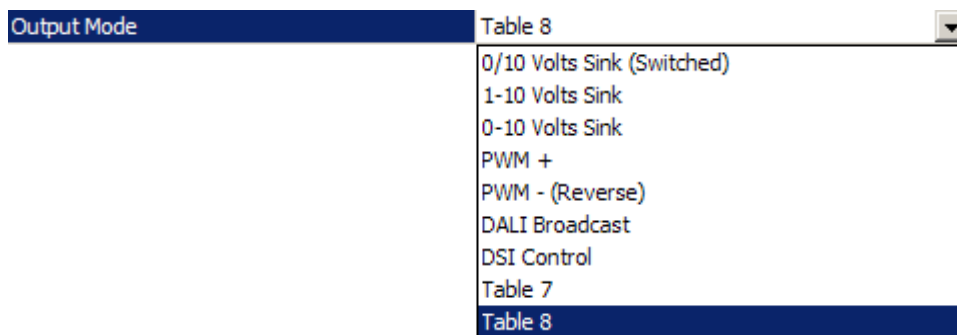 Output Mode Table 8
0/10 Volts Sink (Switched)
1-10 Volts Sink
0-10 Volts Sink
PWM +
PWM - (Reverse)
DALI Broadcast
DSI Control
Table 7
Table 8